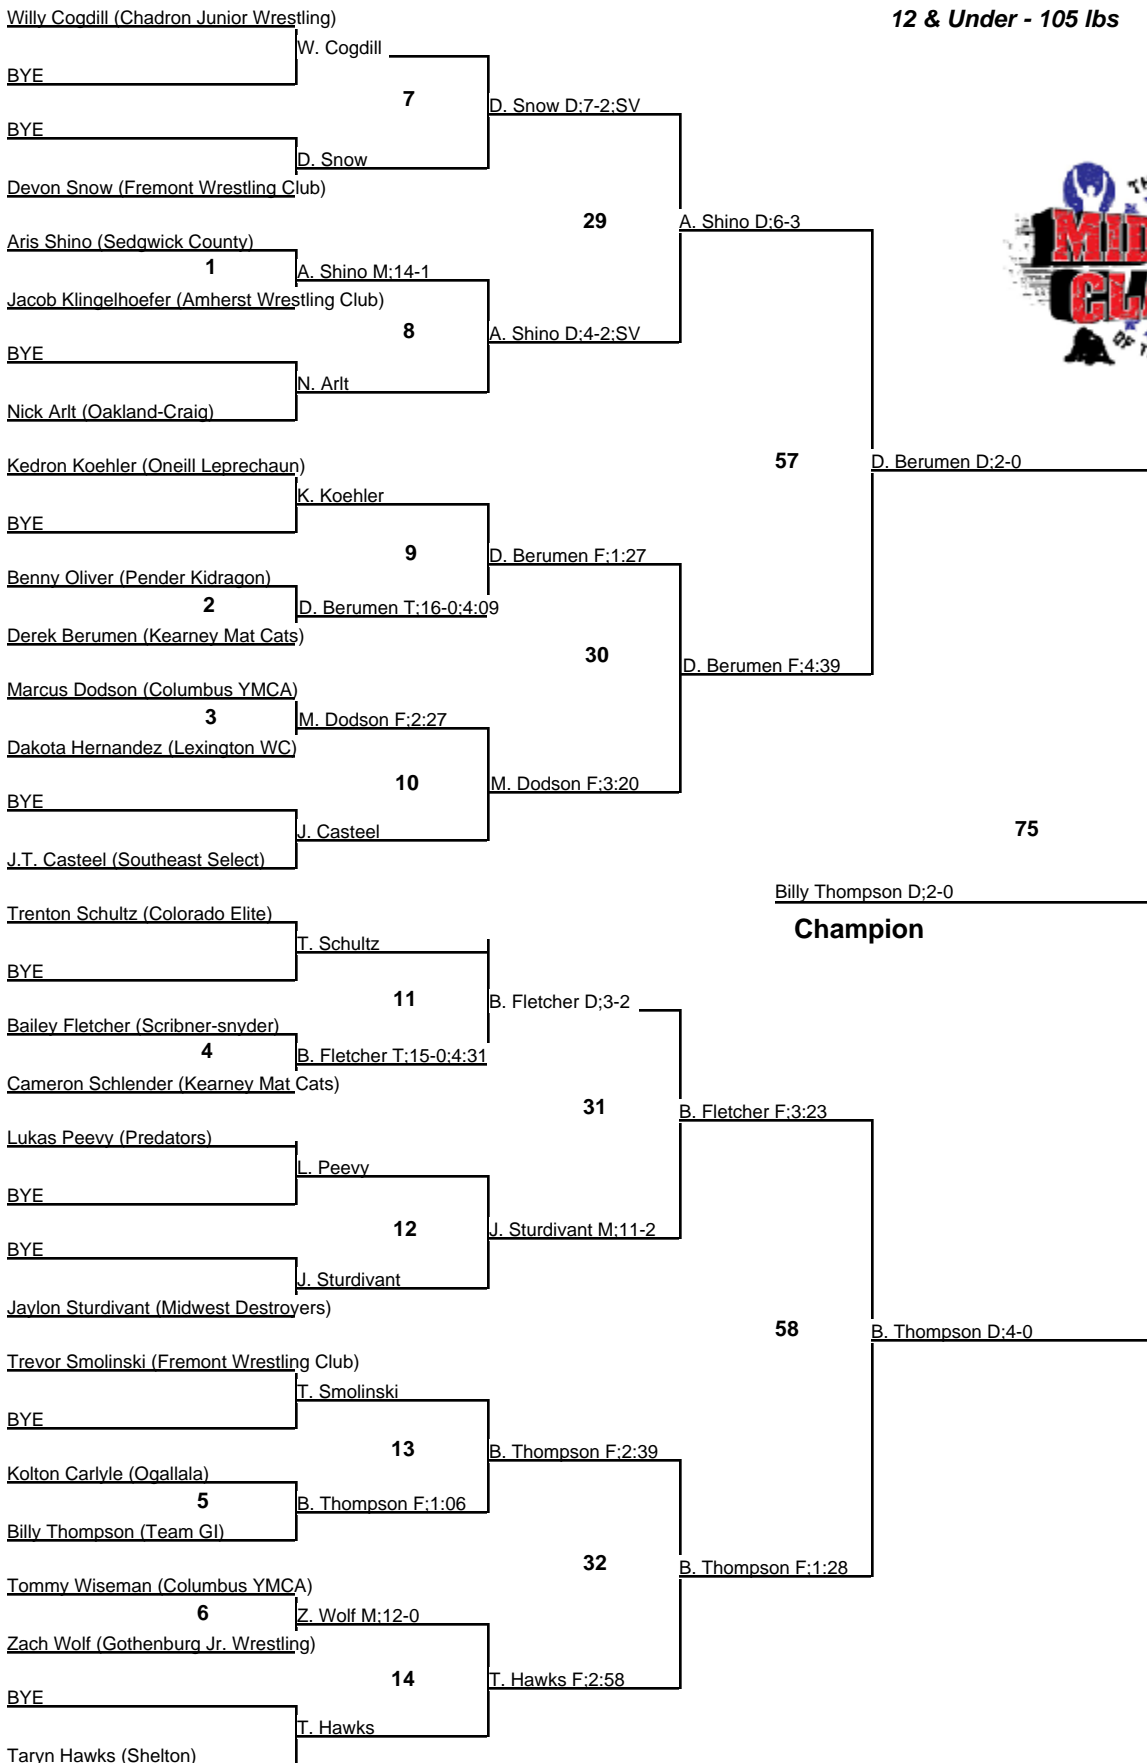 Willy Cogdill (Chadron Junior Wrestling)
12 & Under - 105 lbs
W. Cogdill
BYE
7
D. Snow D;7-2;SV
BYE
D. Snow
Devon Snow (Fremont Wrestling Club)
29
A. Shino D;6-3
Aris Shino (Sedgwick County)
1
A. Shino M;14-1
Jacob Klingelhoefer (Amherst Wrestling Club)
8
A. Shino D;4-2;SV
BYE
N. Arlt
Nick Arlt (Oakland-Craig)
57
D. Berumen D;2-0
Kedron Koehler (Oneill Leprechaun)
K. Koehler
BYE
9
D. Berumen F;1:27
Benny Oliver (Pender Kidragon)
2
D. Berumen T;16-0;4:09
Derek Berumen (Kearney Mat Cats)
30
D. Berumen F;4:39
Marcus Dodson (Columbus YMCA)
3
M. Dodson F;2:27
Dakota Hernandez (Lexington WC)
10
M. Dodson F;3:20
BYE
J. Casteel
J.T. Casteel (Southeast Select)
75
Billy Thompson D;2-0
Champion
Trenton Schultz (Colorado Elite)
T. Schultz
BYE
11
B. Fletcher D;3-2
Bailey Fletcher (Scribner-snyder)
4
B. Fletcher T;15-0;4:31
Cameron Schlender (Kearney Mat Cats)
31
B. Fletcher F;3:23
Lukas Peevy (Predators)
L. Peevy
BYE
12
J. Sturdivant M;11-2
BYE
J. Sturdivant
Jaylon Sturdivant (Midwest Destroyers)
58
B. Thompson D;4-0
Trevor Smolinski (Fremont Wrestling Club)
T. Smolinski
BYE
13
B. Thompson F;2:39
Kolton Carlyle (Ogallala)
5
B. Thompson F;1:06
Billy Thompson (Team GI)
32
B. Thompson F;1:28
Tommy Wiseman (Columbus YMCA)
6
Z. Wolf M;12-0
Zach Wolf (Gothenburg Jr. Wrestling)
14
T. Hawks F;2:58
BYE
T. Hawks
Taryn Hawks (Shelton)